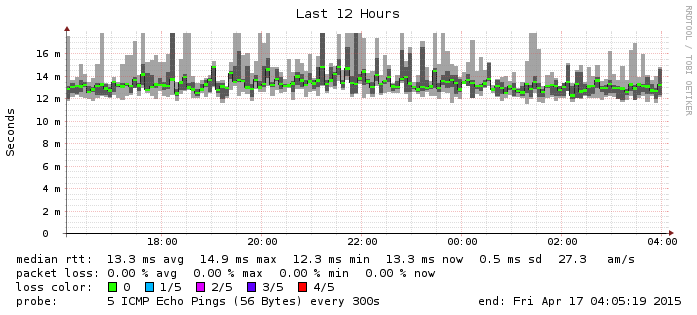 Last 12 Hours
RRDTOOL / TOBI OETIKER
Seconds
16 m
14 m
12 m
10 m
8 m
6 m
4 m
2 m
0
18:00 20:00 22:00 00:00 02:00 04:00
median rtt: 13.3 ms avg 14.9 ms max 12.3 ms min 13.3 ms now 0.5 ms sd 27.3 am/s
packet loss: 0.00 % avg 0.00 % max 0.00 % min 0.00 % now
loss color: 0 1/5 2/5 3/5 4/5
probe: 5 ICMP Echo Pings (56 Bytes) every 300s end: Fri Apr 17 04:05:19 2015